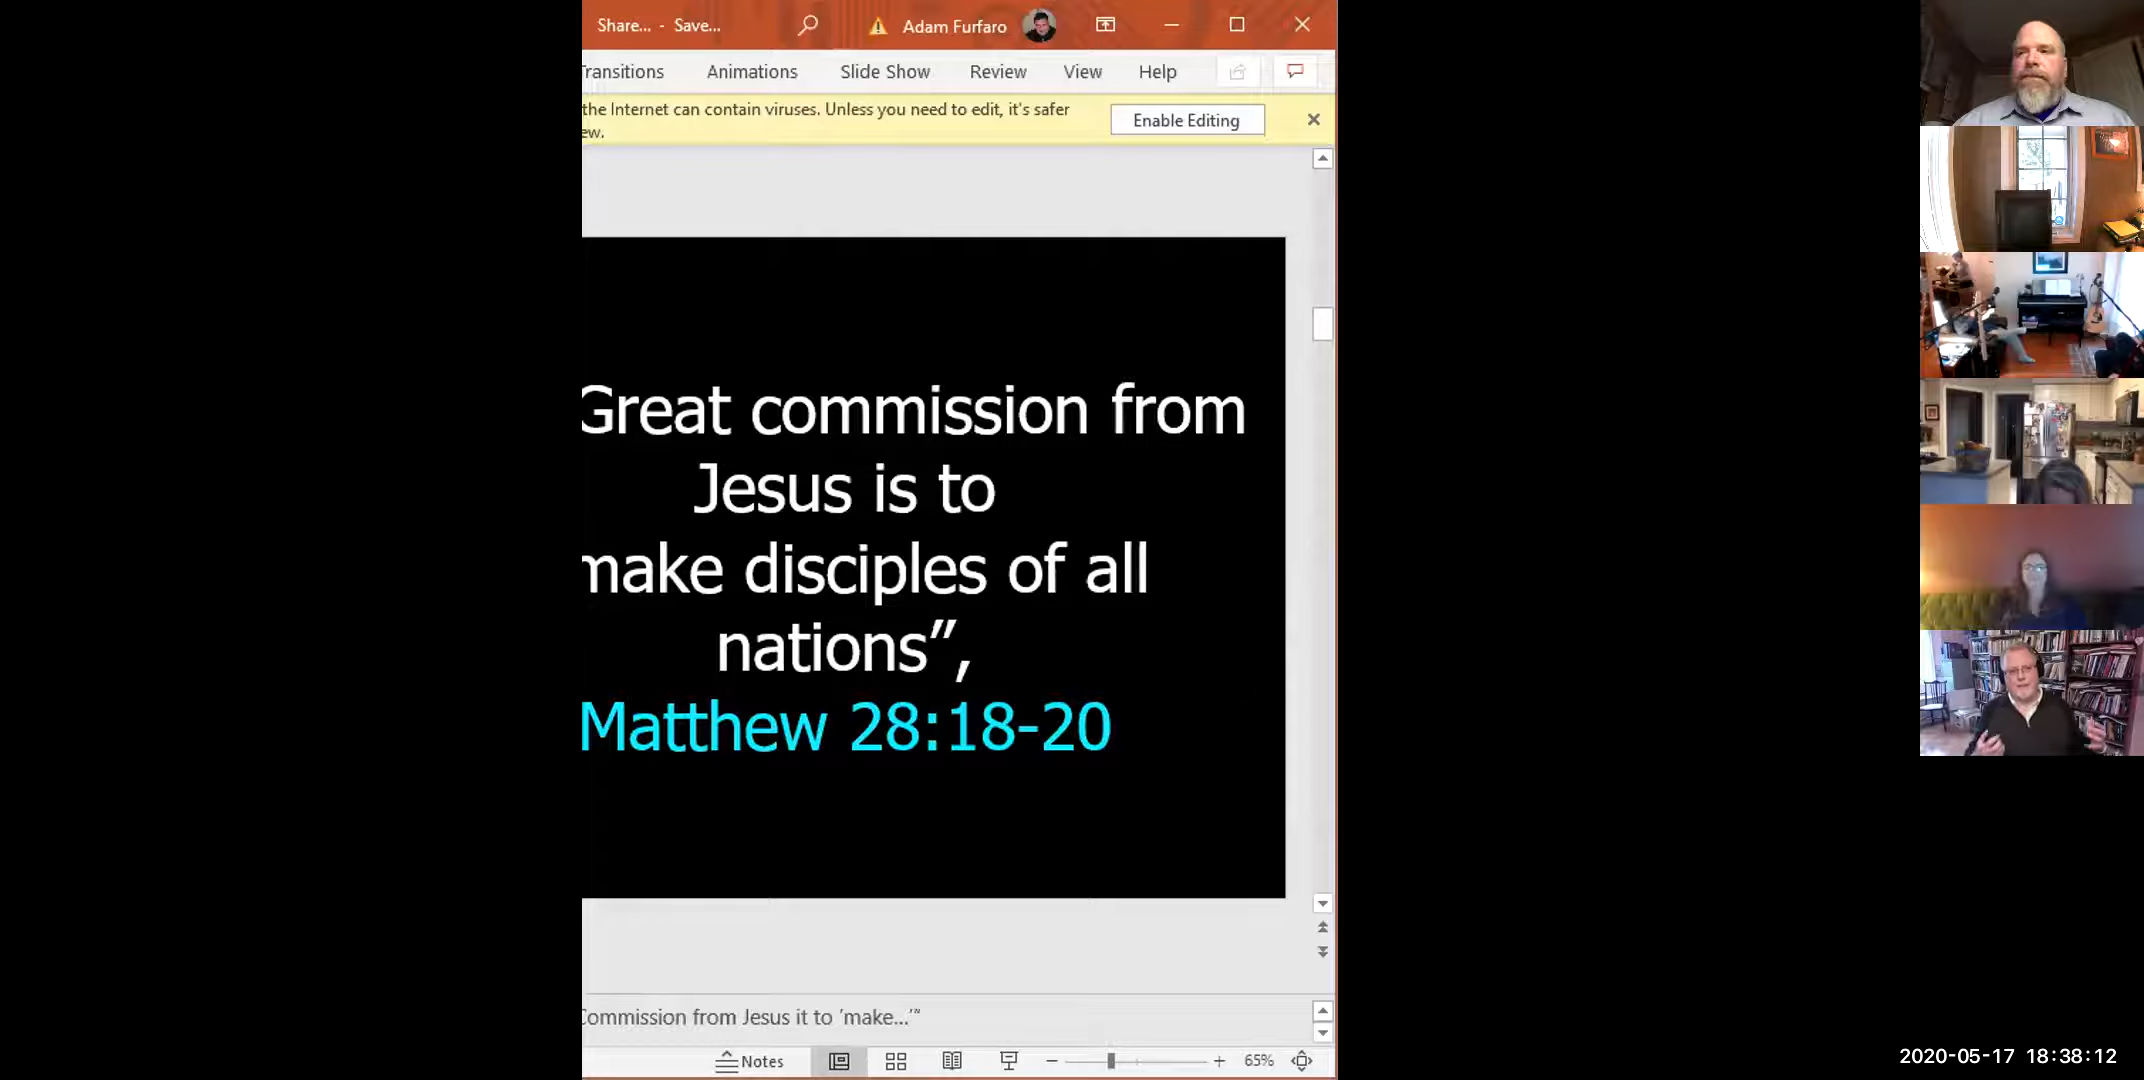 Share... - Save...
Adam Furfaro
Transitions Animations Slide Show Review View Help
the Internet can contain viruses. Unless you need to edit, it's safer
ew.
Enable Editing
Great commission from
Jesus is to
make disciples of all
nations”,
Matthew 28:18-20
Commission from Jesus it to ‘make...’”
Notes
65%
2020-05-17 18:38:12